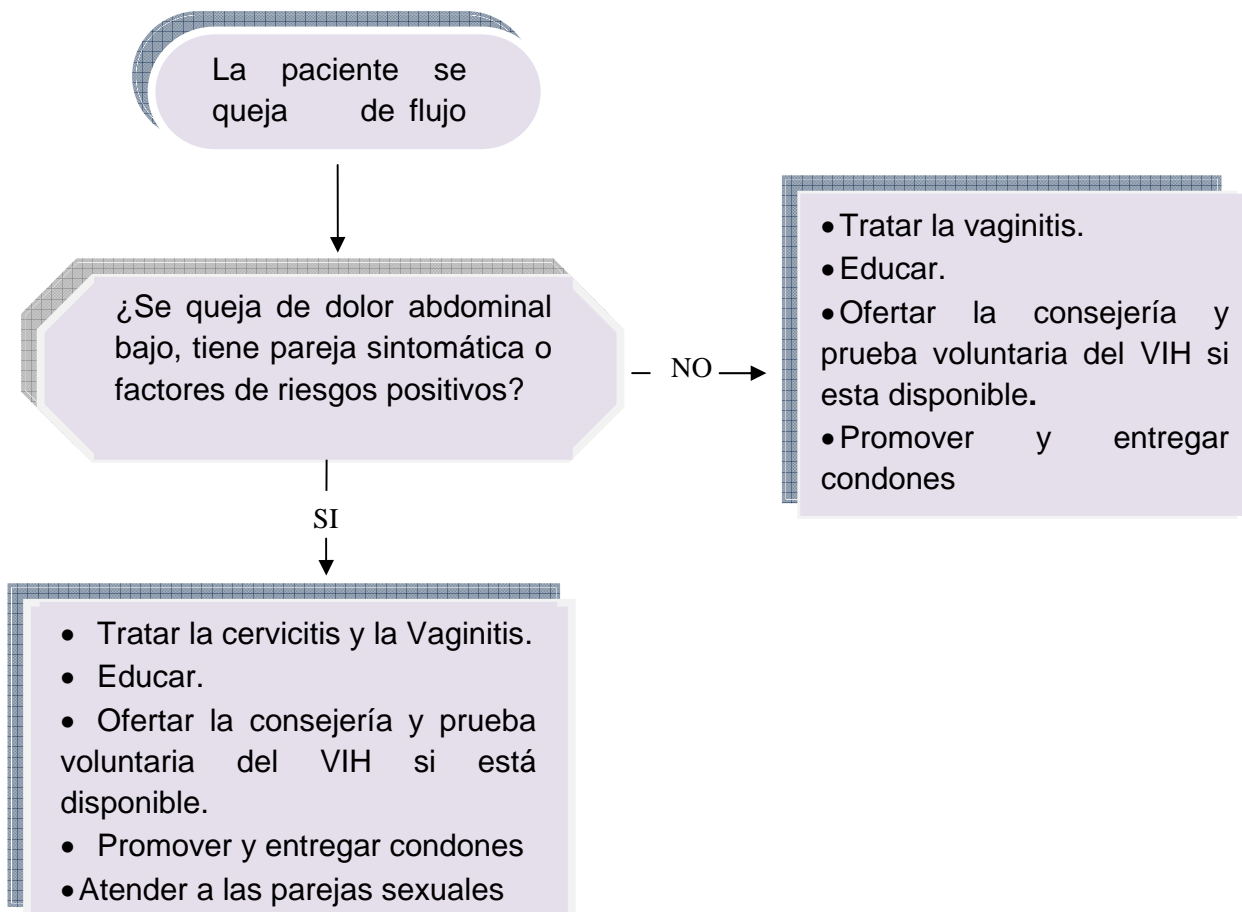 La paciente se
queja de flujo
¿Se queja de dolor abdominal
bajo, tiene pareja sintomática o
factores de riesgos positivos?
NO
• Tratar la vaginitis.
• Educar.
• Ofertar la consejería y
prueba voluntaria del VIH si
esta disponible.
• Promover y entregar
condones
SI
• Tratar la cervicitis y la Vaginitis.
• Educar.
• Ofertar la consejería y prueba
voluntaria del VIH si está
disponible.
• Promover y entregar condones
• Atender a las parejas sexuales